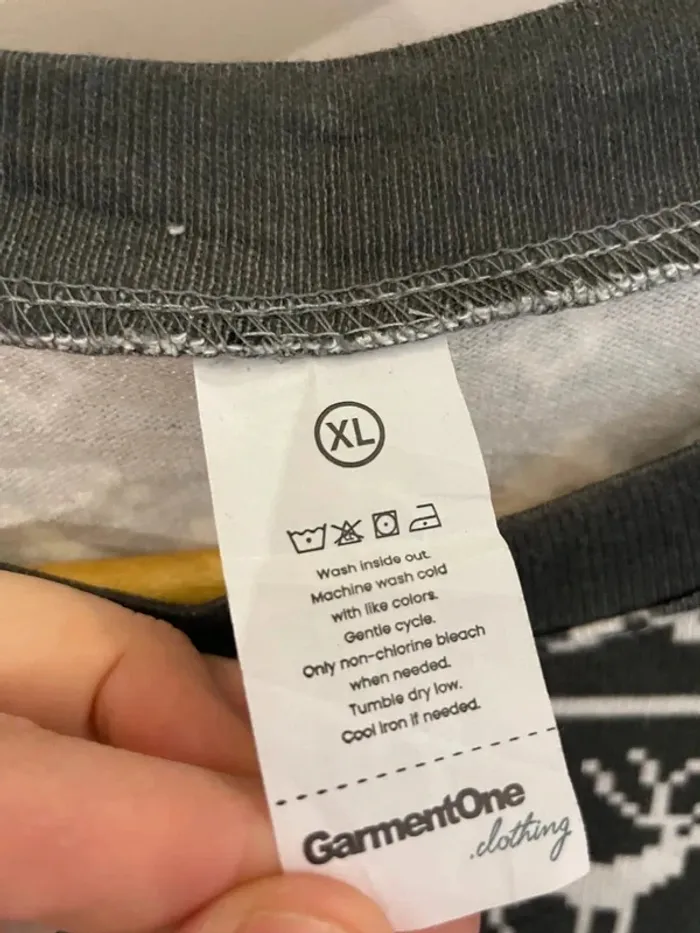 XL
Wash inside out.
Machine wash cold
with like colors.
Gentle cycle.
Only non-chlorine bleach
when needed.
Tumble dry low.
Cool iron if needed.
GarmentOne
.clothing